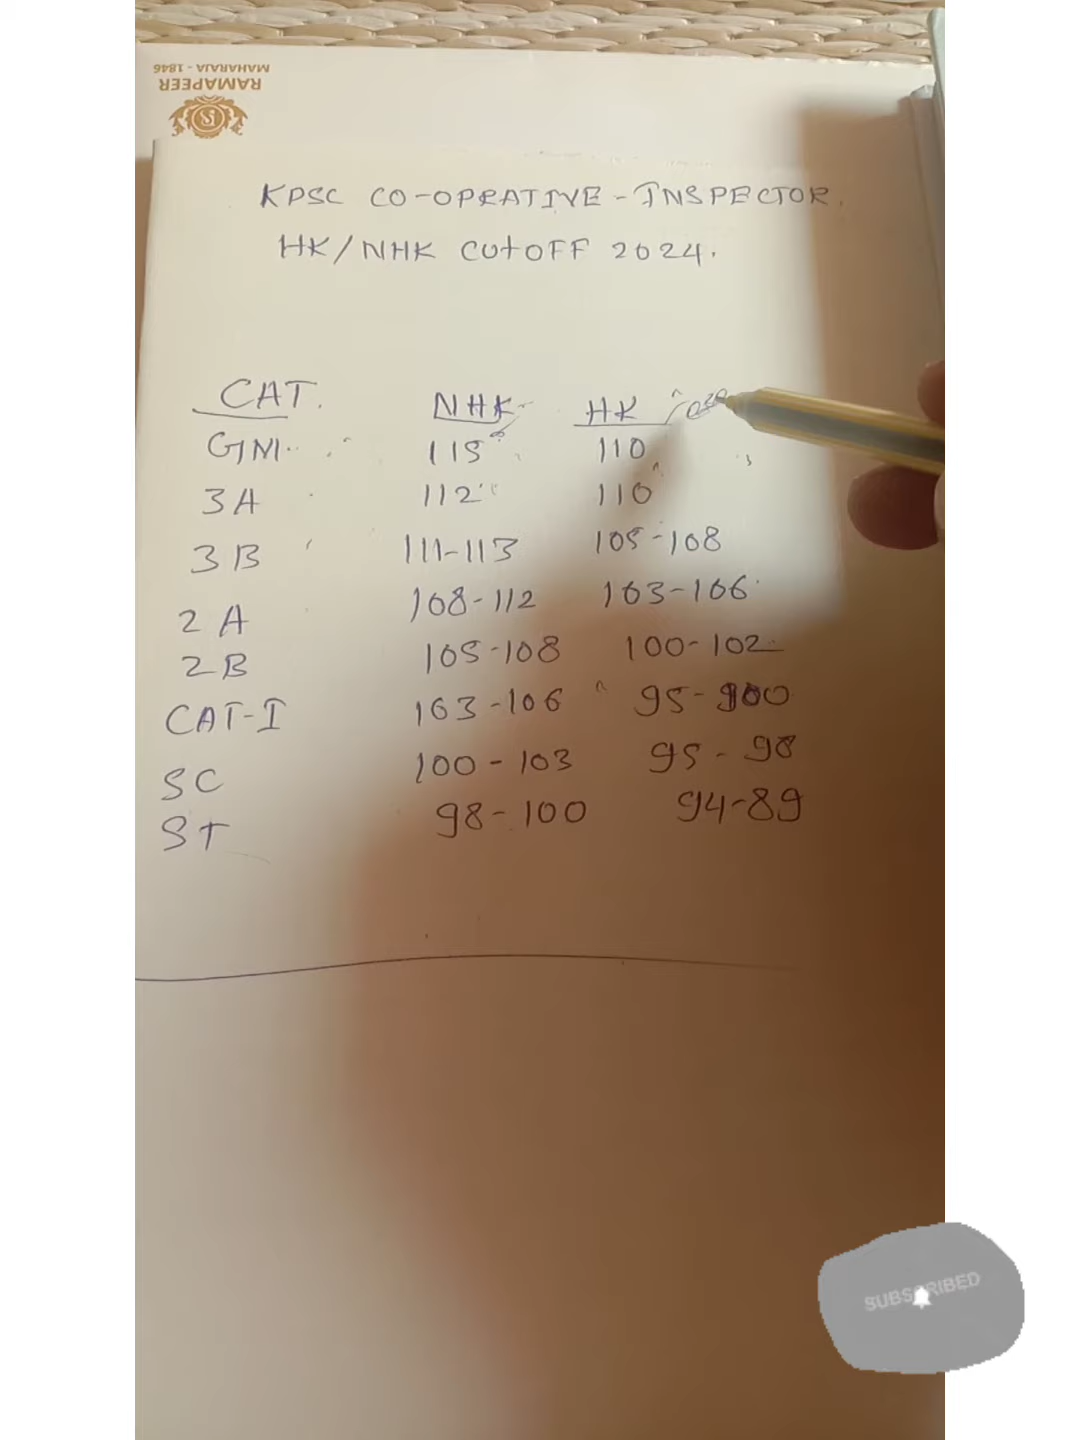 RAMAPEER
MAHARAJA - 1846
KPSC CO-OPERATIVE-INSPECTOR.
HK/NHK CUTOFF 2024.
CAT. NHK HK
GM 115 110
3A 112 110
3B 111-113 105-108
2A 108-112 103-106
2B 105-108 100-102
CAT-I 103-106 95-100
SC 100-103 95-98
ST 98-100 94-89
SUBSCRIBED